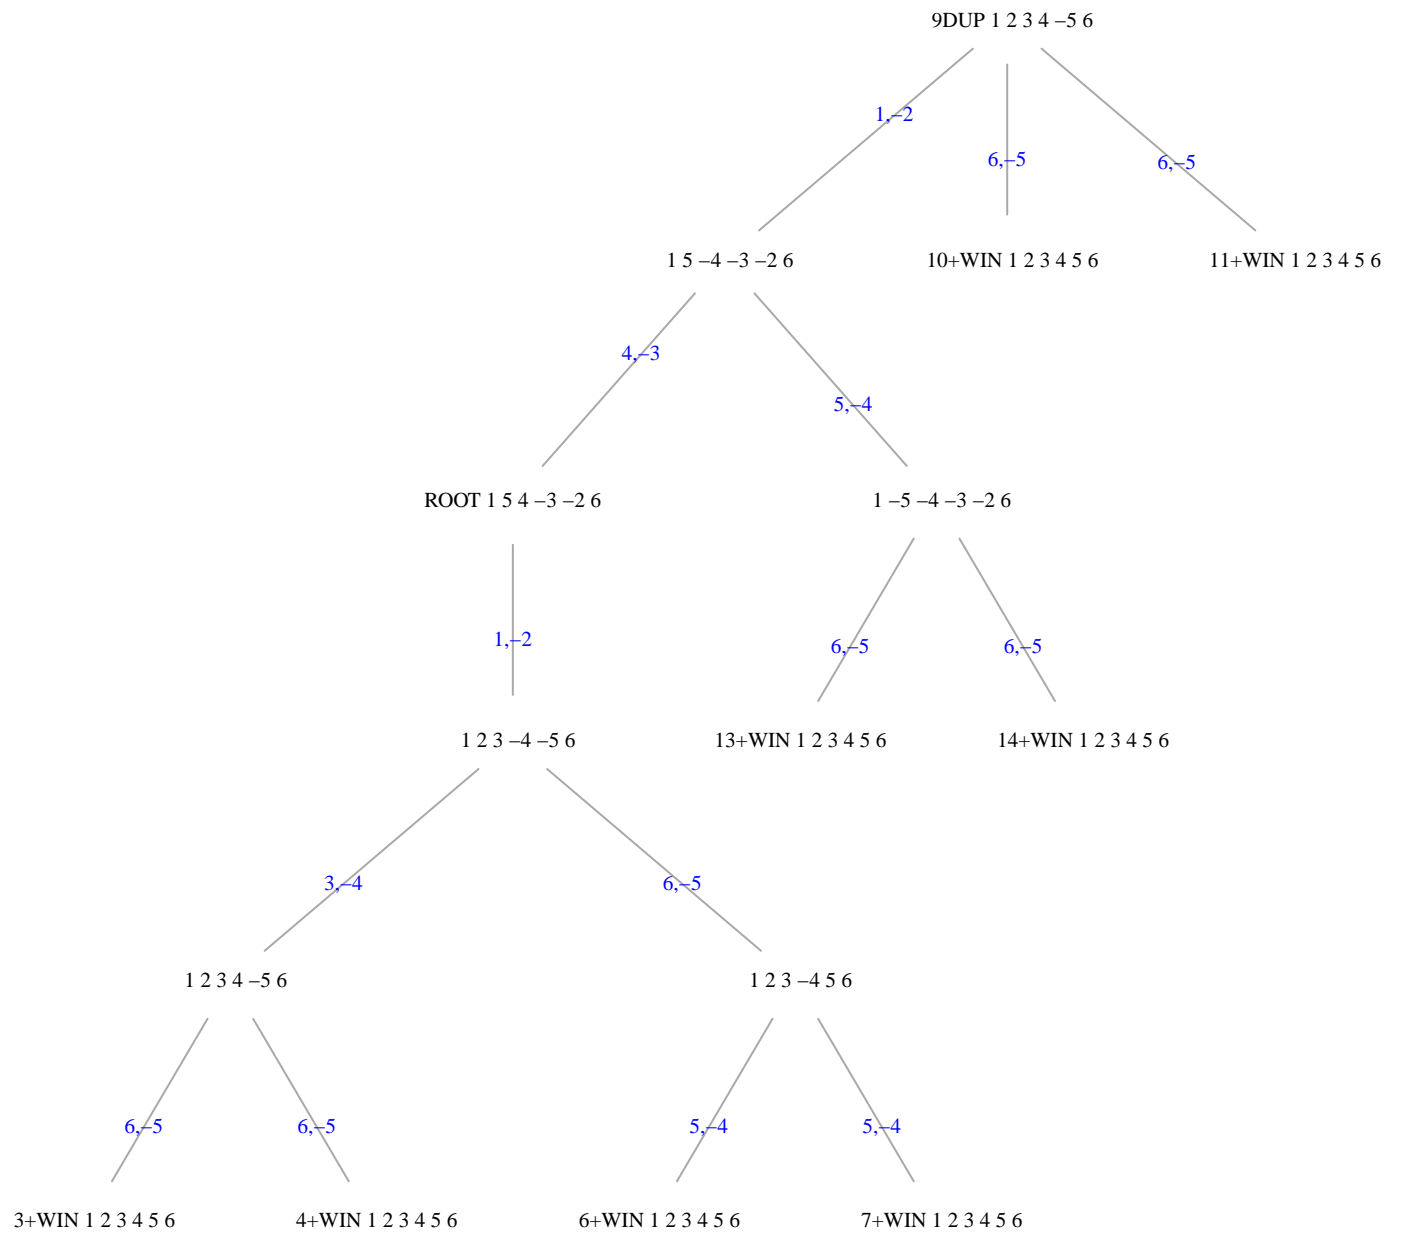 9DUP 1 2 3 4 –5 6
1,–2
6,–5
6,–5
1 5 –4 –3 –2 6
10+WIN 1 2 3 4 5 6
11+WIN 1 2 3 4 5 6
4,–3
5,–4
ROOT 1 5 4 –3 –2 6
1 –5 –4 –3 –2 6
1,–2
6,–5
6,–5
1 2 3 –4 –5 6
13+WIN 1 2 3 4 5 6
14+WIN 1 2 3 4 5 6
3,–4
6,–5
1 2 3 4 –5 6
1 2 3 –4 5 6
6,–5
6,–5
5,–4
5,–4
3+WIN 1 2 3 4 5 6
4+WIN 1 2 3 4 5 6
6+WIN 1 2 3 4 5 6
7+WIN 1 2 3 4 5 6